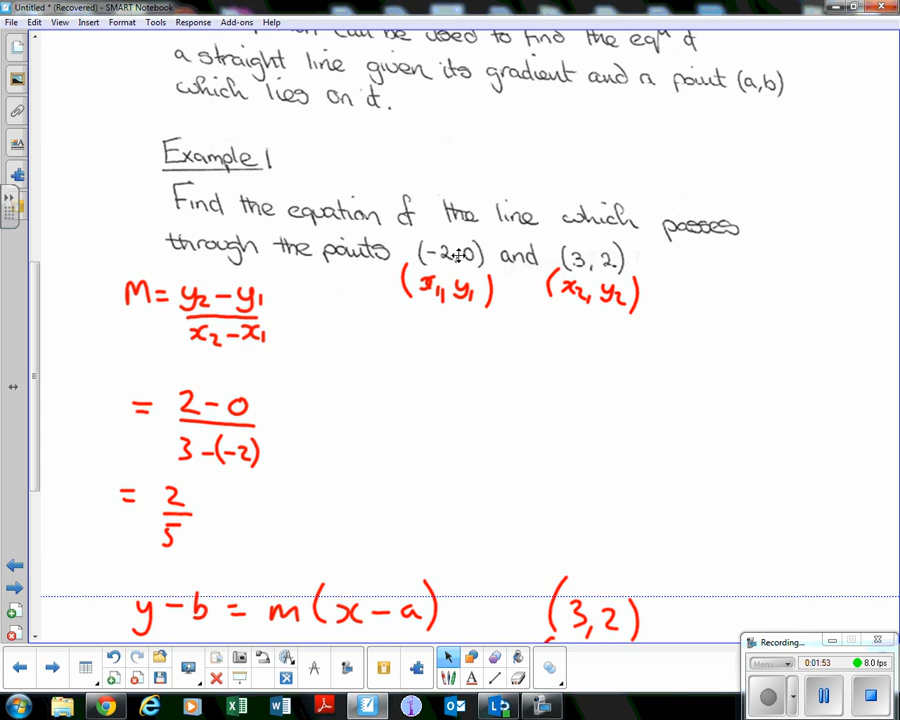 Untitled * (Recovered) - SMART Notebook
File Edit View Insert Format Tools Response Add-ons Help
can be used to find the eqn of
a straight line given its gradient and a point (a,b)
which lies on it.
Example 1
Find the equation of the line which passes
through the points (-2,0) and (3, 2)
(x1, y1) (x2, y2)
M = y2 - y1
x2 - x1
= 2 - 0
3 - (-2)
= 2
5
y - b = m(x - a) (3, 2)
Recording...
Menu 0:01:53 8.0 fps